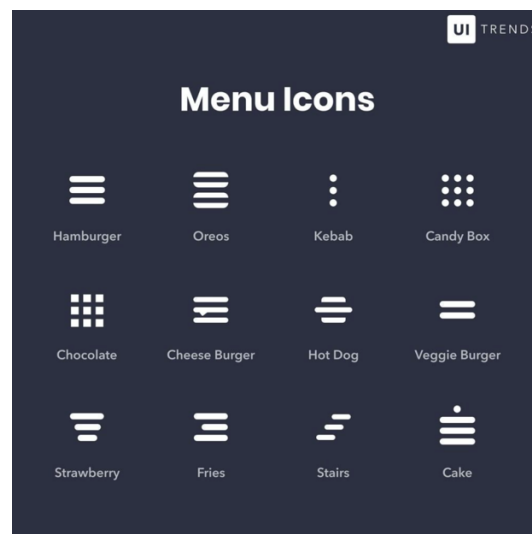 UI TRENDS
Menu Icons
Hamburger Oreos Kebab Candy Box
Chocolate Cheese Burger Hot Dog Veggie Burger
Strawberry Fries Stairs Cake